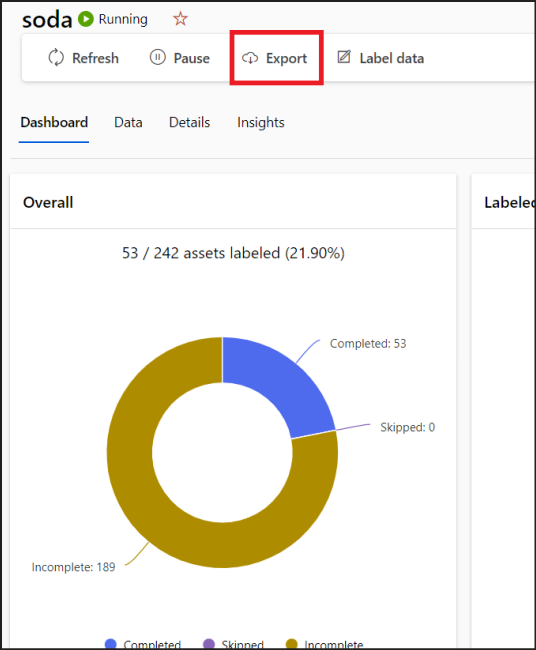 soda Running
Refresh Pause Export Label data
Dashboard Data Details Insights
Overall
Labeled
53 / 242 assets labeled (21.90%)
Completed: 53
Skipped: 0
Incomplete: 189
Completed Skipped Incomplete